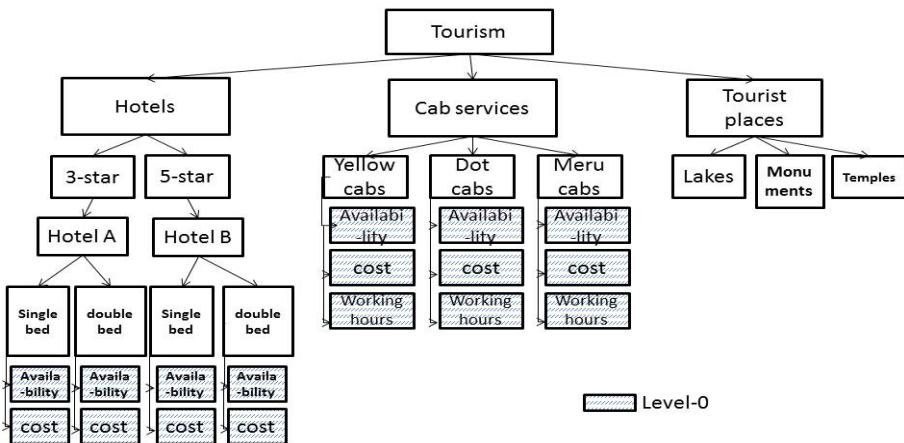 Tourism
Hotels
Cab services
Tourist
places
3-star
5-star
Yellow
cabs
Dot
cabs
Meru
cabs
Lakes
Monu
ments
Temples
Hotel A
Hotel B
Availabi
-lity
Availabi
-lity
Availabi
-lity
cost
cost
cost
Working
hours
Working
hours
Working
hours
Single
bed
double
bed
Single
bed
double
bed
Availa
-bility
Availa
-bility
Availa
-bility
Availa
-bility
cost
cost
cost
cost
Level-0